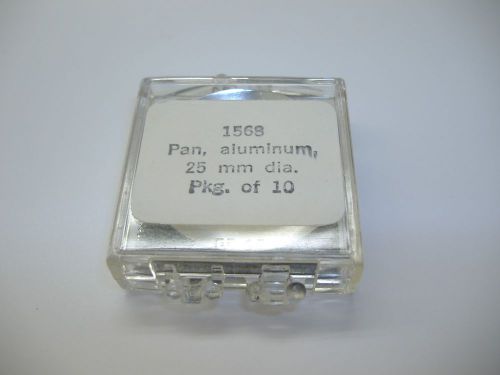 1568
Pan, aluminum,
25 mm dia.
Pkg. of 10